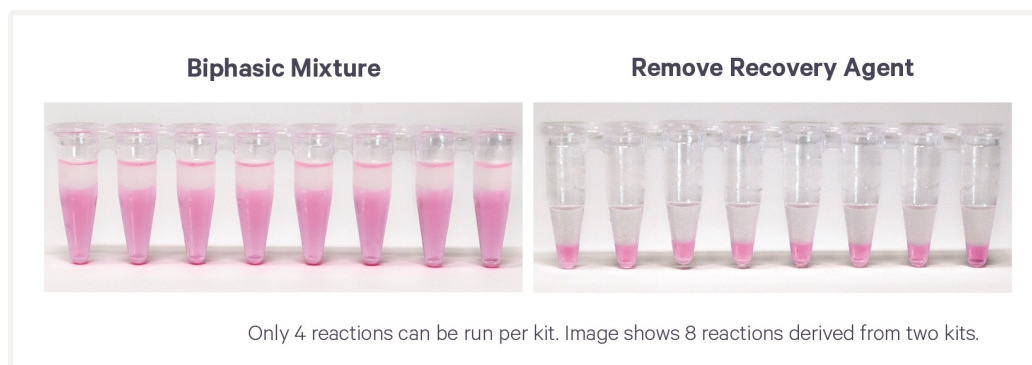 Biphasic Mixture
Remove Recovery Agent
Only 4 reactions can be run per kit. Image shows 8 reactions derived from two kits.